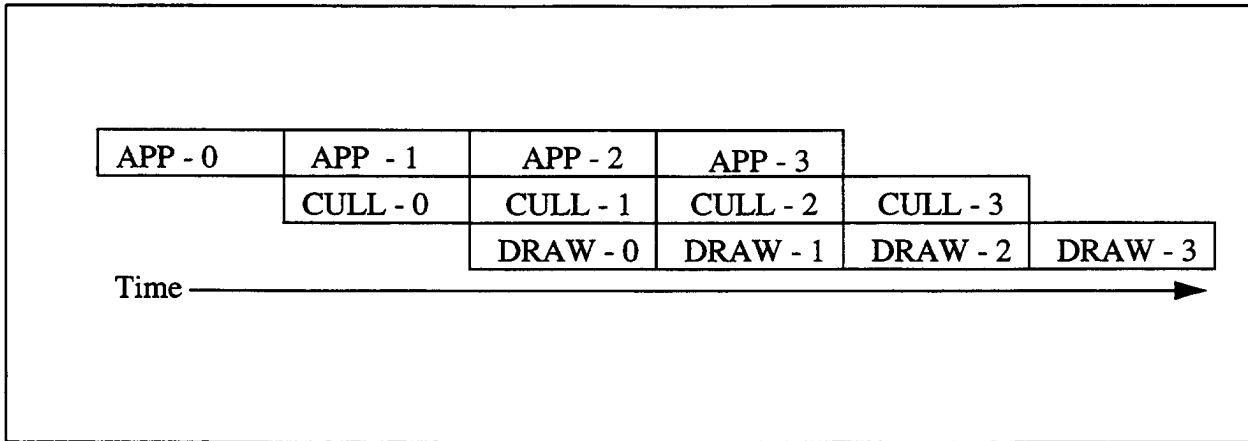 APP - 0 APP - 1 APP - 2 APP - 3
CULL - 0 CULL - 1 CULL - 2 CULL - 3
DRAW - 0 DRAW - 1 DRAW - 2 DRAW - 3
Time